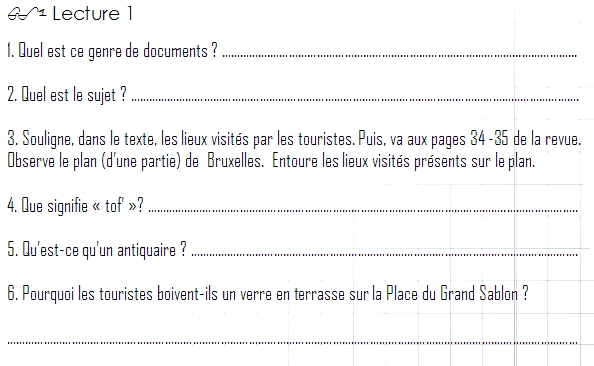 Lecture 1
1. Quel est ce genre de documents ? ........................................................................................................
2. Quel est le sujet ? ........................................................................................................
3. Souligne, dans le texte, les lieux visités par les touristes. Puis, va aux pages 34 -35 de la revue.
Observe le plan (d'une partie) de Bruxelles. Entoure les lieux visités présents sur le plan.
4. Que signifie « tof' »? ........................................................................................................
5. Qu'est-ce qu'un antiquaire ? ........................................................................................................
6. Pourquoi les touristes boivent-ils un verre en terrasse sur la Place du Grand Sablon ?
........................................................................................................